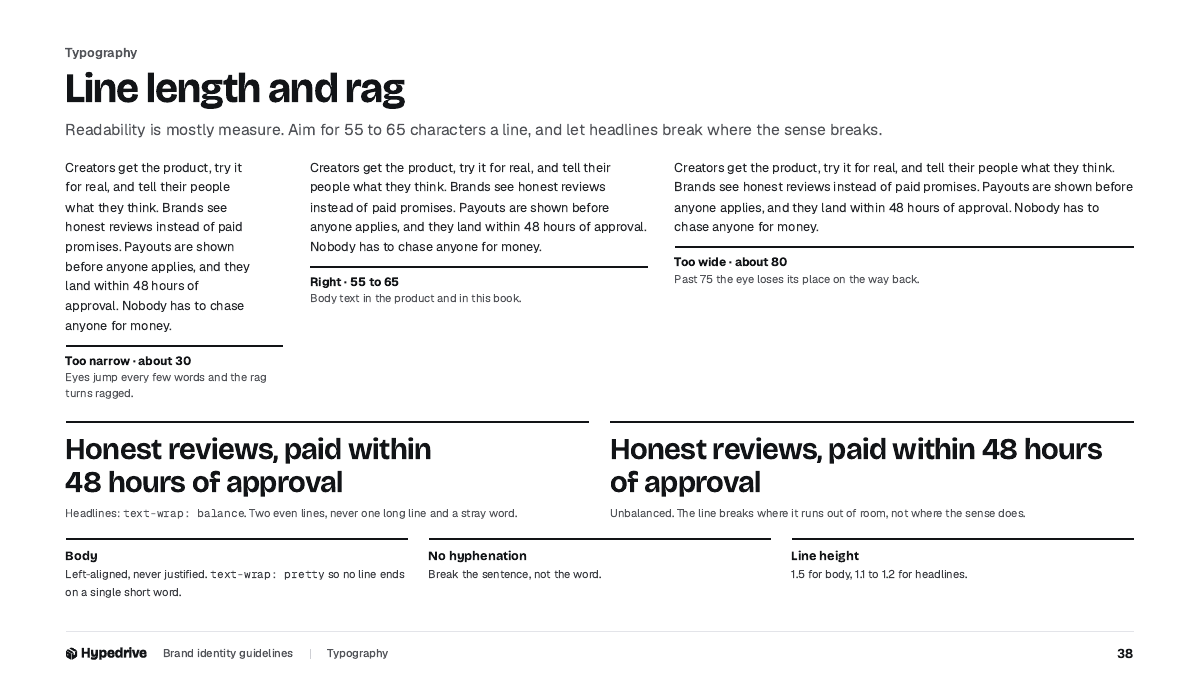 Typography
Line length and rag
Readability is mostly measure. Aim for 55 to 65 characters a line, and let headlines break where the sense breaks.
Creators get the product, try it
for real, and tell their people
what they think. Brands see
honest reviews instead of paid
promises. Payouts are shown
before anyone applies, and they
land within 48 hours of
approval. Nobody has to chase
anyone for money.
Too narrow · about 30
Eyes jump every few words and the rag
turns ragged.
Creators get the product, try it for real, and tell their
people what they think. Brands see honest reviews
instead of paid promises. Payouts are shown before
anyone applies, and they land within 48 hours of approval.
Nobody has to chase anyone for money.
Right · 55 to 65
Body text in the product and in this book.
Creators get the product, try it for real, and tell their people what they think.
Brands see honest reviews instead of paid promises. Payouts are shown before
anyone applies, and they land within 48 hours of approval. Nobody has to
chase anyone for money.
Too wide · about 80
Past 75 the eye loses its place on the way back.
Honest reviews, paid within
48 hours of approval
Headlines: text-wrap: balance. Two even lines, never one long line and a stray word.
Honest reviews, paid within 48 hours
of approval
Unbalanced. The line breaks where it runs out of room, not where the sense does.
Body
Left-aligned, never justified. text-wrap: pretty so no line ends
on a single short word.
No hyphenation
Break the sentence, not the word.
Line height
1.5 for body, 1.1 to 1.2 for headlines.
Hypedrive
Brand identity guidelines
Typography
38